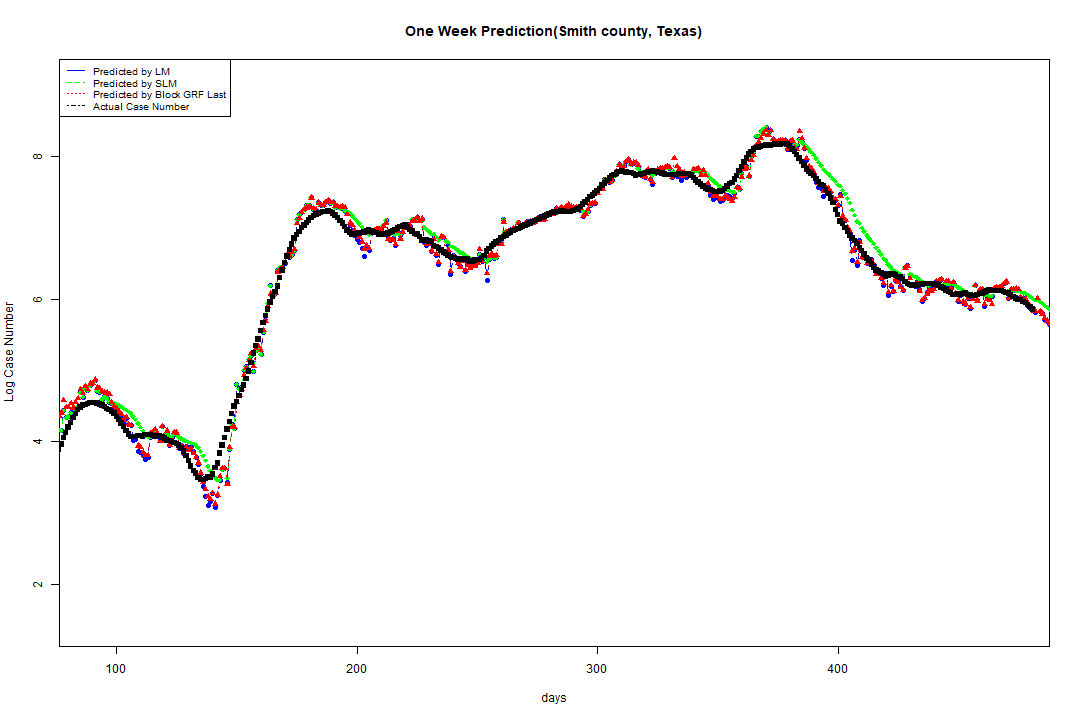 One Week Prediction(Smith county, Texas)
Predicted by LM
Predicted by SLM
Predicted by Block GRF Last
Actual Case Number
8
6
4
2
Log Case Number
100
200
300
400
days